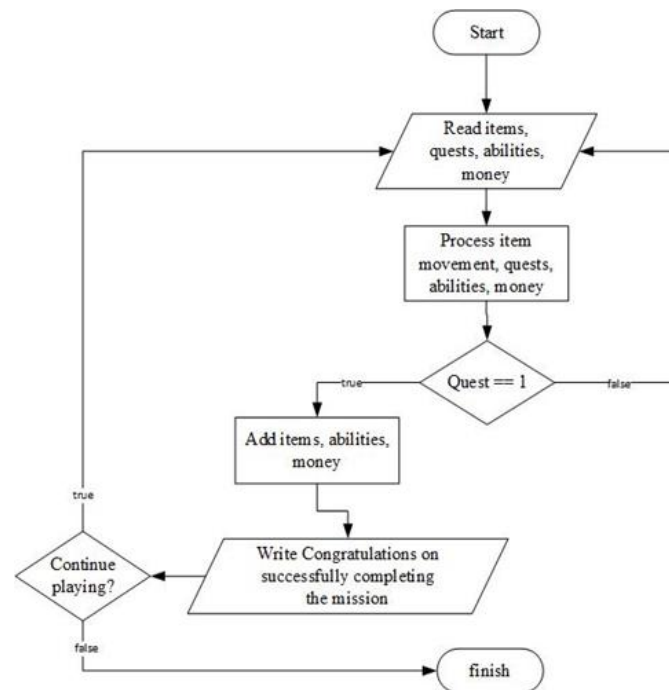 Start
Read items,
quests, abilities,
money
Process item
movement, quests,
abilities, money
Quest == 1
true
false
Add items, abilities,
money
Write Congratulations on
successfully completing
the mission
Continue
playing?
true
false
finish